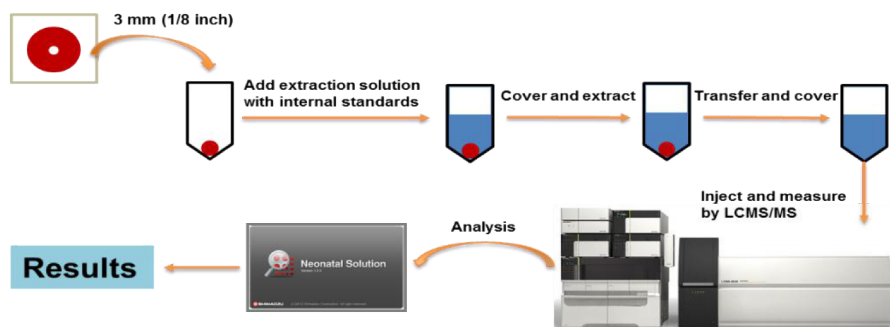 3 mm (1/8 inch)
Add extraction solution
with internal standards
Cover and extract
Transfer and cover
Inject and measure
by LCMS/MS
Analysis
Neonatal Solution
SHIMADZU
Results